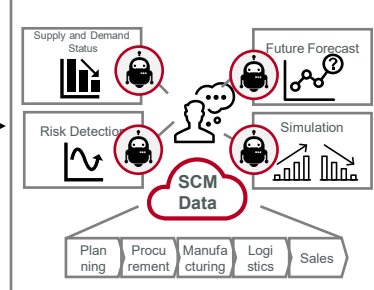 Supply and Demand
Status
Future Forecast
?
Risk Detection
Simulation
SCM
Data
Plan
ning
Procu
rement
Manufa
cturing
Logi
stics
Sales